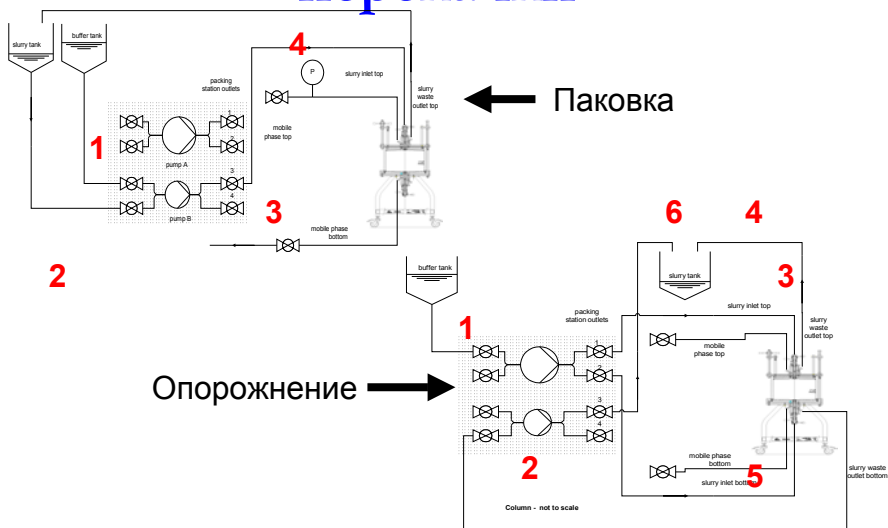 slurry tank
buffer tank
4
P
slurry inlet top
slurry
waste
outlet top
Паковка
packing
station outlets
1
1
mobile
phase top
2
pump A
3
4
pump B
3
mobile phase
bottom
2
6
4
buffer tank
slurry tank
3
slurry inlet top
packing
station outlets
slurry
waste
outlet top
1
1
mobile
phase top
Опорожнение
2
3
4
2
mobile phase
bottom
5
slurry inlet bottom
slurry waste
outlet bottom
Column - not to scale